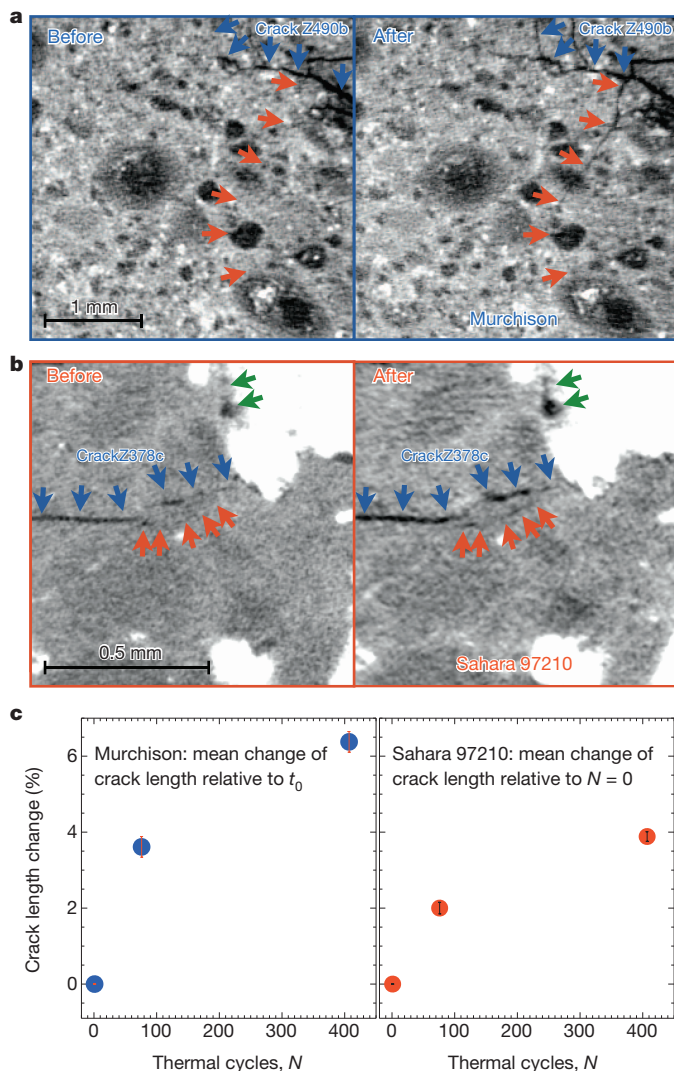 a
Before
Crack Z490b
After
Crack Z490b
1 mm
Murchison
b
Before
After
CrackZ378c
CrackZ378c
0.5 mm
Sahara 97210
c
Crack length change (%)
6
4
2
0
Murchison: mean change of
crack length relative to t₀
Sahara 97210: mean change of
crack length relative to N = 0
0 100 200 300 400
0 100 200 300 400
Thermal cycles, N
Thermal cycles, N